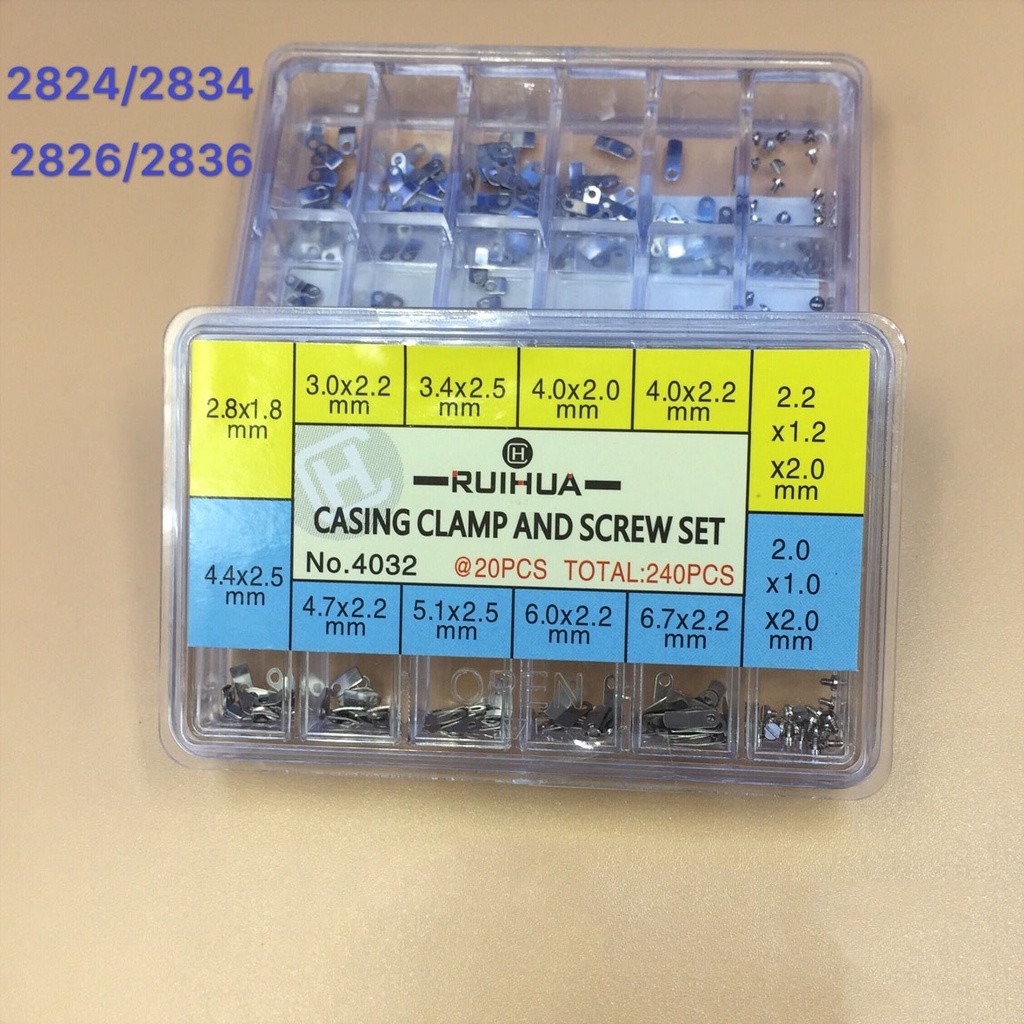 2824/2834
2826/2836
2.8x1.8
mm
3.0x2.2
mm
3.4x2.5
mm
4.0x2.0
mm
4.0x2.2
mm
2.2
x1.2
x2.0
mm
RUIHUA
CASING CLAMP AND SCREW SET
No.4032 @20PCS TOTAL:240PCS
4.4x2.5
mm
4.7x2.2
mm
5.1x2.5
mm
6.0x2.2
mm
6.7x2.2
mm
2.0
x1.0
x2.0
mm
OPEN